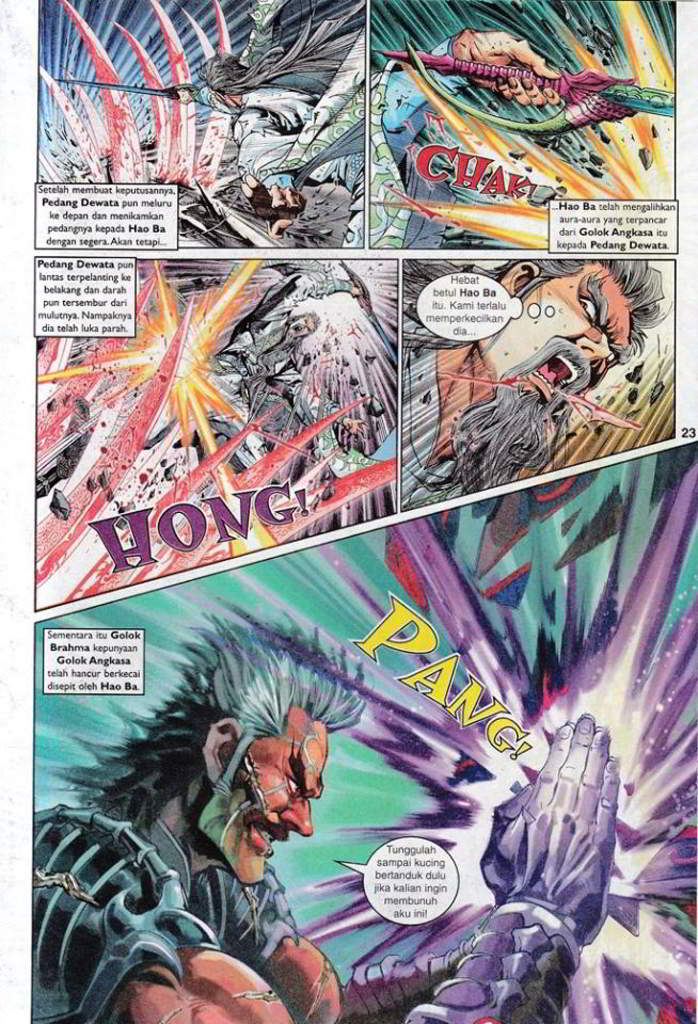 Setelah membuat keputusannya,
Pedang Dewata pun meluru
ke depan dan menikamkan
pedangnya kepada Hao Ba
dengan segera. Akan tetapi...
CHAK!
...Hao Ba telah mengalihkan
aura-aura yang terpancar
dari Golok Angkasa itu
kepada Pedang Dewata.
Pedang Dewata pun
lantas terpelanting ke
belakang dan darah
pun tersembur dari
mulutnya. Nampaknya
dia telah luka parah.
HONG!
Hebat
betul Hao Ba
itu. Kami terlalu
memperkecilkan
dia...
23
Sementara itu Golok
Brahma kepunyaan
Golok Angkasa
telah hancur berkecai
disepit oleh Hao Ba.
PANG!
Tunggulah
sampai kucing
bertanduk dulu
jika kalian ingin
membunuh
aku ini!